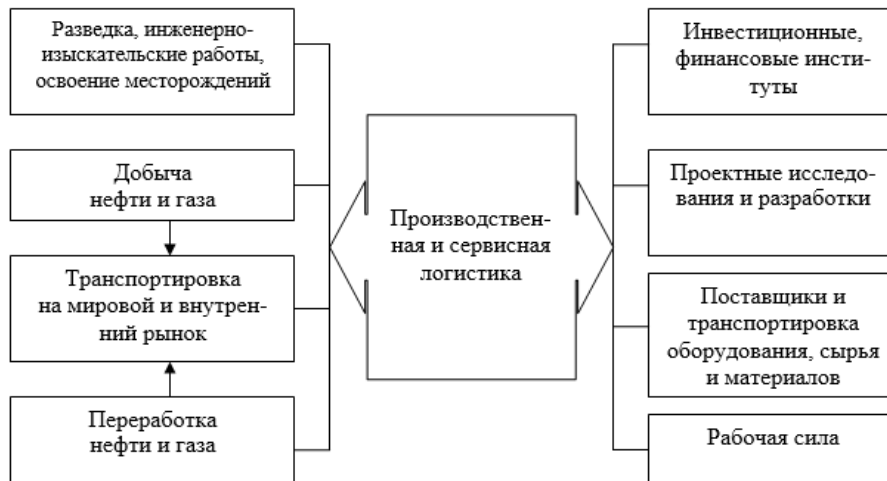 Разведка, инженерно-
изыскательские работы,
освоение месторождений
Добыча
нефти и газа
Транспортировка
на мировой и внутрен-
ний рынок
Переработка
нефти и газа
Производствен-
ная и сервисная
логистика
Инвестиционные,
финансовые инсти-
туты
Проектные исследо-
вания и разработки
Поставщики и
транспортировка
оборудования, сырья
и материалов
Рабочая сила